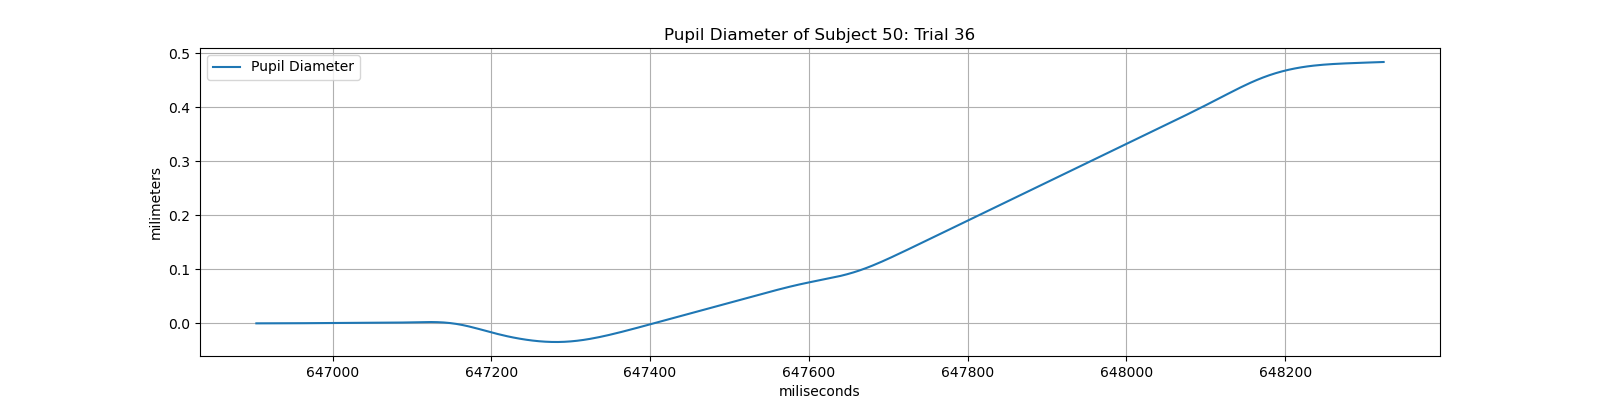 Pupil Diameter of Subject 50: Trial 36
Pupil Diameter
0.5
0.4
0.3
0.2
0.1
0.0
milimeters
647000 647200 647400 647600 647800 648000 648200
miliseconds